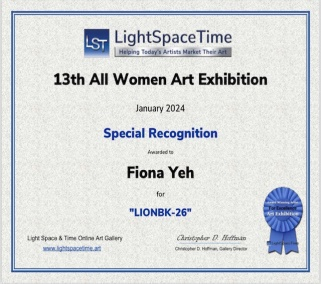 LST LightSpaceTime
Helping Today's Artists Market Their Art
13th All Women Art Exhibition
January 2024
Special Recognition
Awarded to
Fiona Yeh
for
"LIONBK-26"
Art Exhibition
Light Space & Time Online Art Gallery
www.lightspacetime.art
Christopher D. Hoffman
Christopher D. Hoffman, Gallery Director